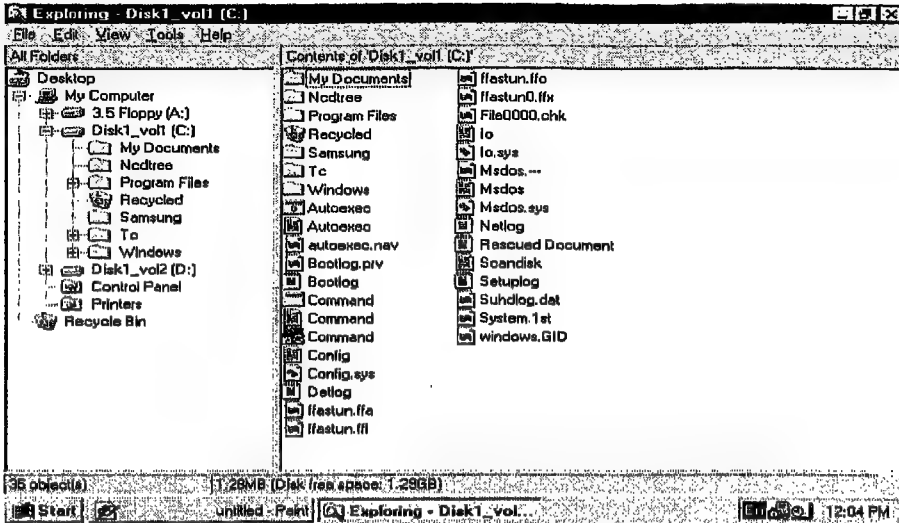 Exploring - Disk1_vol1 (C:)
File Edit View Tools Help
All Folders
Contents of 'Disk1_vol1 (C:)'
Desktop
My Computer
3.5 Floppy (A:)
Disk1_vol1 (C:)
My Documents
Ncdtree
Program Files
Recycled
Samsung
Tc
Windows
Disk1_vol2 (D:)
Control Panel
Printers
Recycle Bin
My Documents
Ncdtree
Program Files
Recycled
Samsung
Tc
Windows
Autoexec
Autoexec
autoexec.nav
Bootlog.prv
Bootlog
Command
Command
Command
Config
Config.sys
Detlog
ffastun.ffa
ffastun.ffl
ffastun.ffo
ffastun0.ffx
File0000.chk
Io
Io.sys
Msdos.---
Msdos
Msdos.sys
Netlog
Rescued Document
Scandisk
Setuplog
Suhdlog.dat
System.1st
windows.GID
35 object(s)
1.28MB (Disk free space: 1.29GB)
Start
untitled - Paint
Exploring - Disk1_vol...
12:04 PM